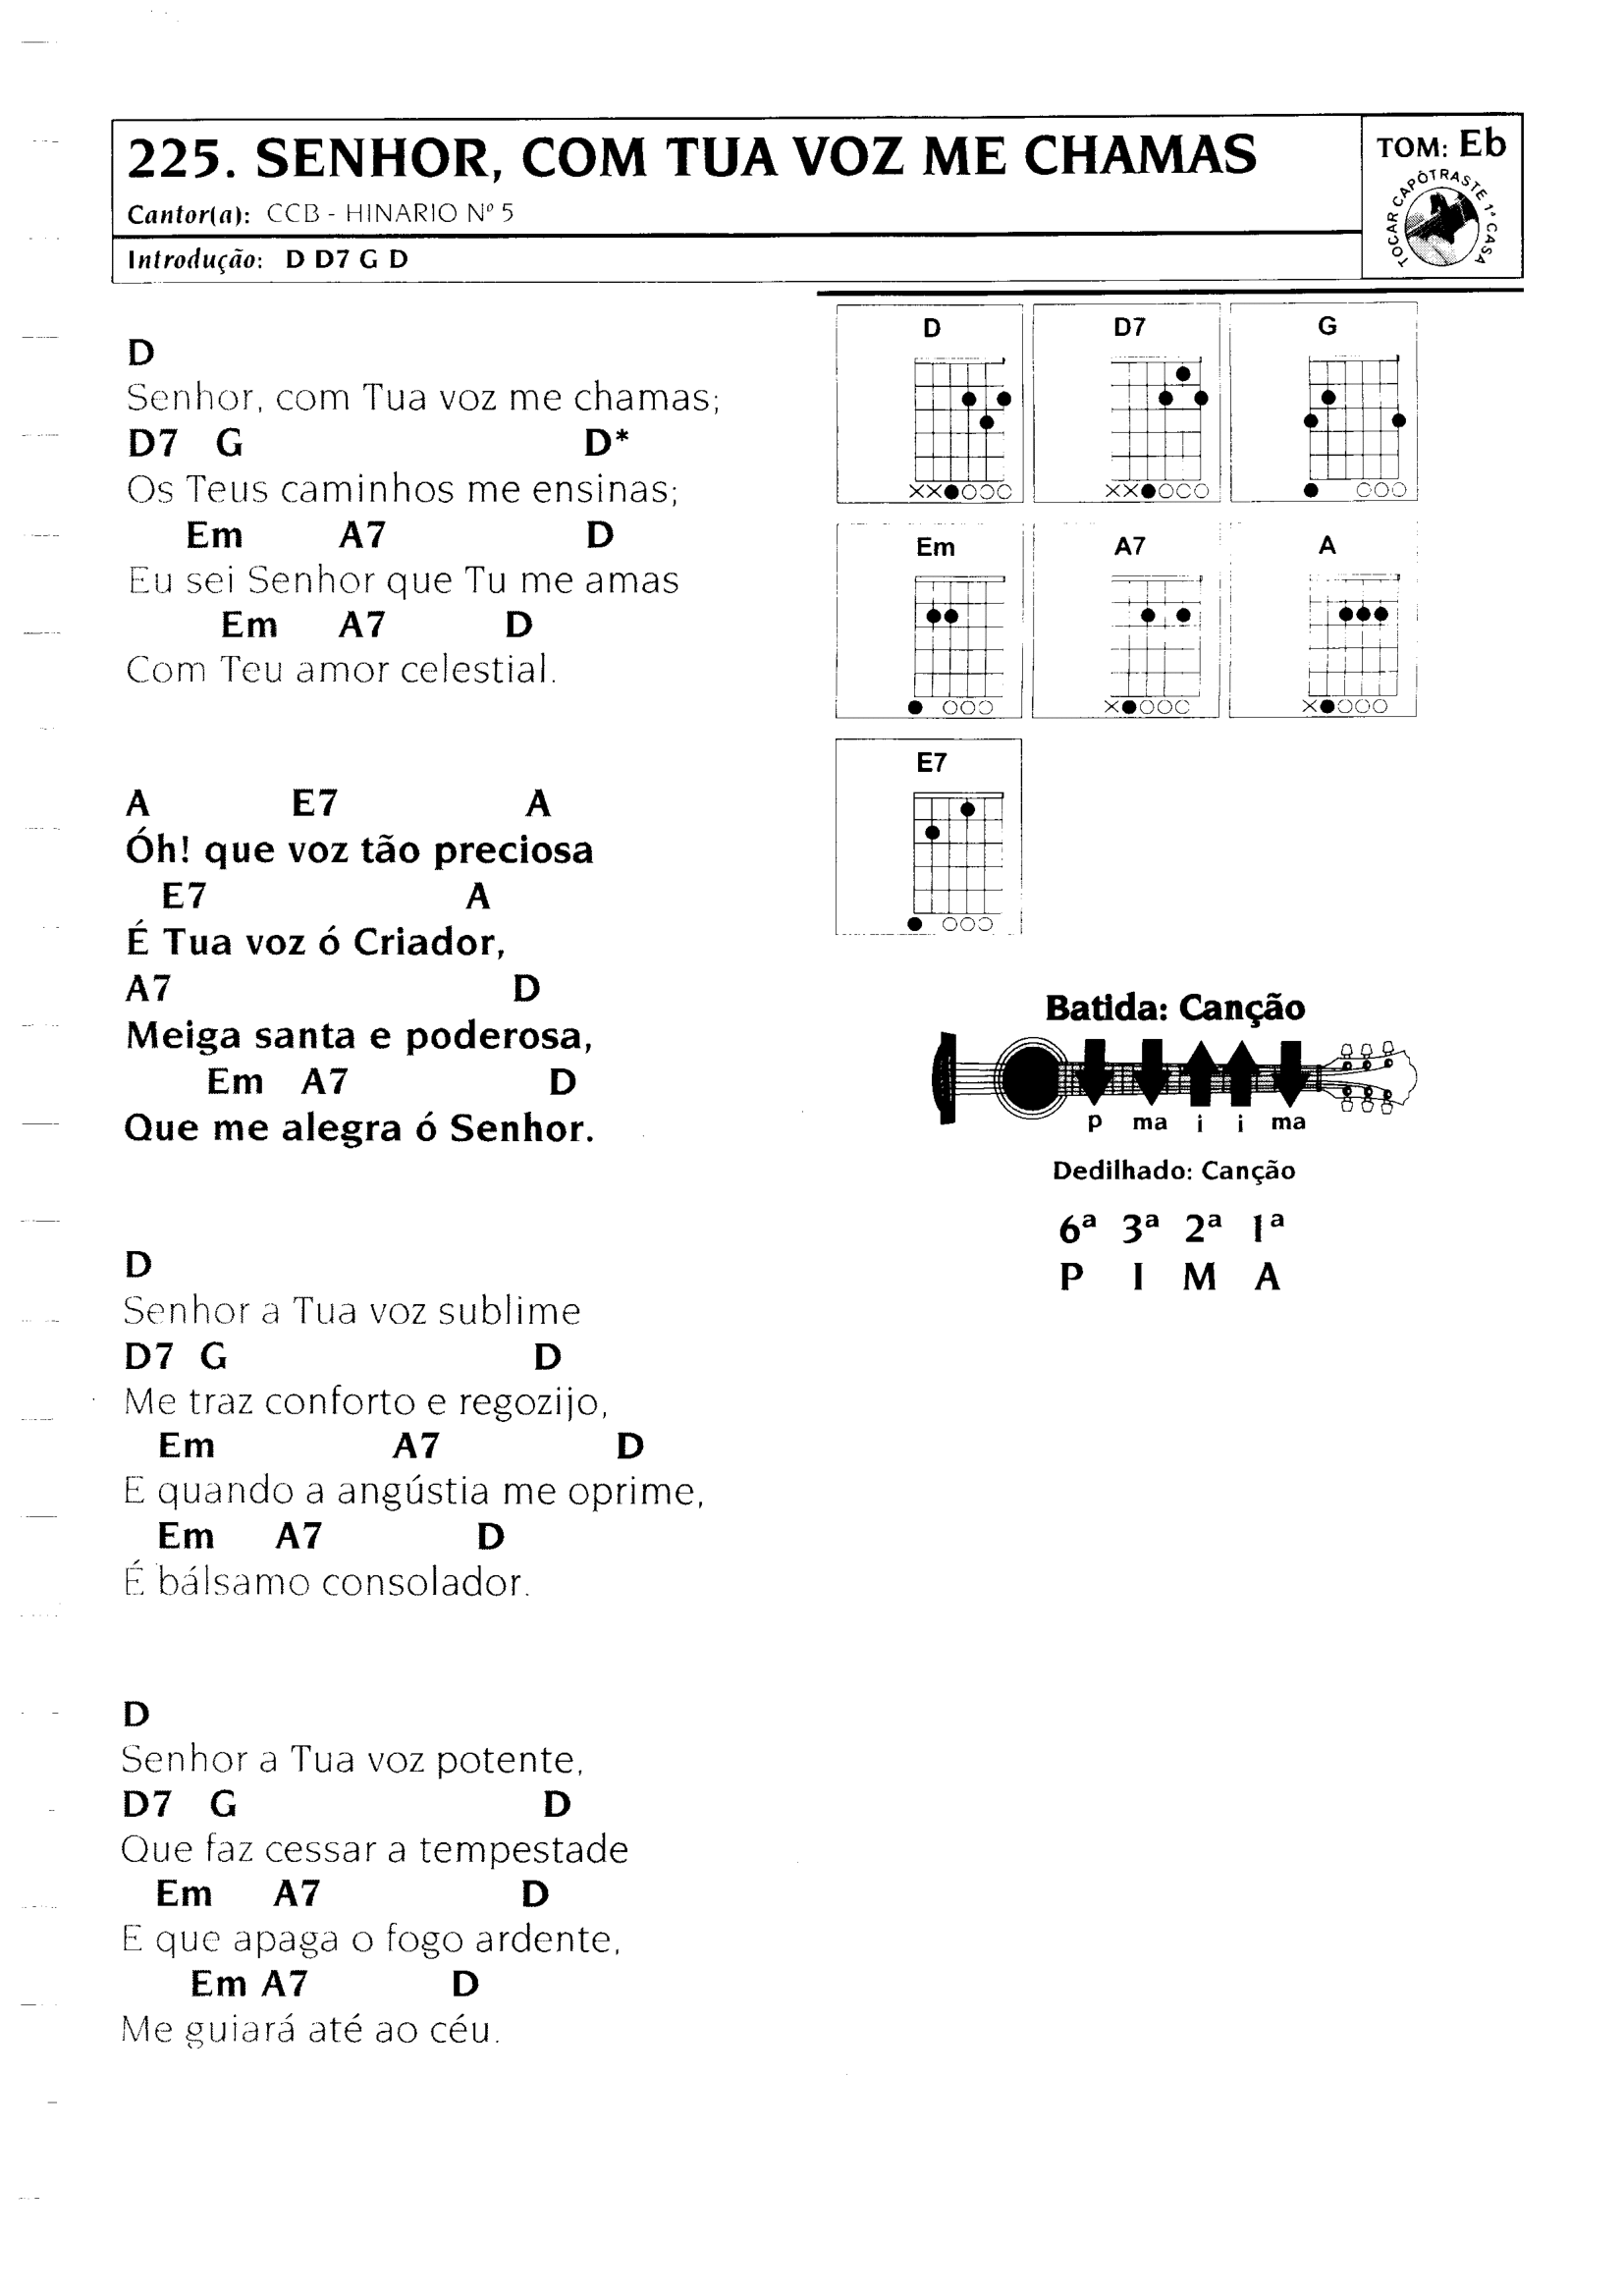 225. SENHOR, COM TUA VOZ ME CHAMAS
Cantor(a): CCB - HINARIO Nº 5
Introdução: D D7 G D
TOM: Eb
TOCAR CAPÔTRASTE 1ª CASA
D
Senhor, com Tua voz me chamas;
D7 G D*
Os Teus caminhos me ensinas;
Em A7 D
Eu sei Senhor que Tu me amas
Em A7 D
Com Teu amor celestial.
A E7 A
Óh! que voz tão preciosa
E7 A
É Tua voz ó Criador,
A7 D
Meiga santa e poderosa,
Em A7 D
Que me alegra ó Senhor.
D
Senhor a Tua voz sublime
D7 G D
Me traz conforto e regozijo,
Em A7 D
E quando a angústia me oprime,
Em A7 D
É bálsamo consolador.
D
Senhor a Tua voz potente,
D7 G D
Que faz cessar a tempestade
Em A7 D
E que apaga o fogo ardente,
Em A7 D
Me guiará até ao céu.
D D7 G
Em A7 A
E7
Batida: Canção
p ma i i ma
Dedilhado: Canção
6ª 3ª 2ª 1ª
P I M A